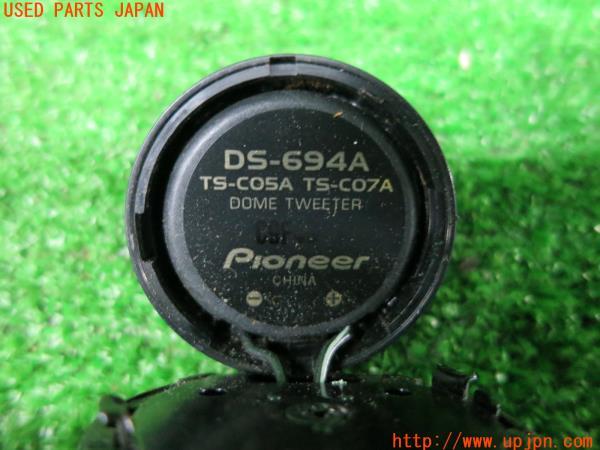 USED PARTS JAPAN
DS-694A
TS-C05A TS-C07A
DOME TWEETER
Pioneer
CHINA
⊖ ⊕
http://www.upjpn.com/